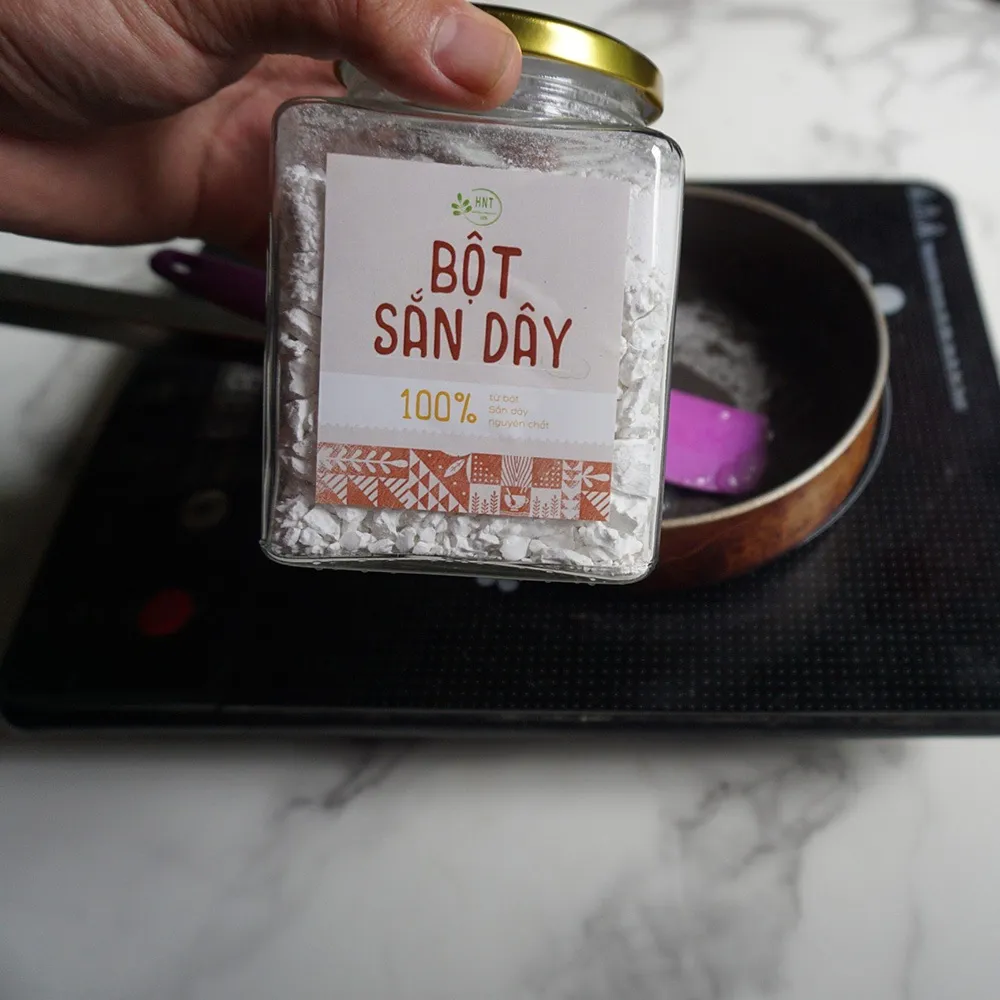 HNT
BỘT
SẮN DÂY
100%
từ bột
Sắn dây
nguyên chất